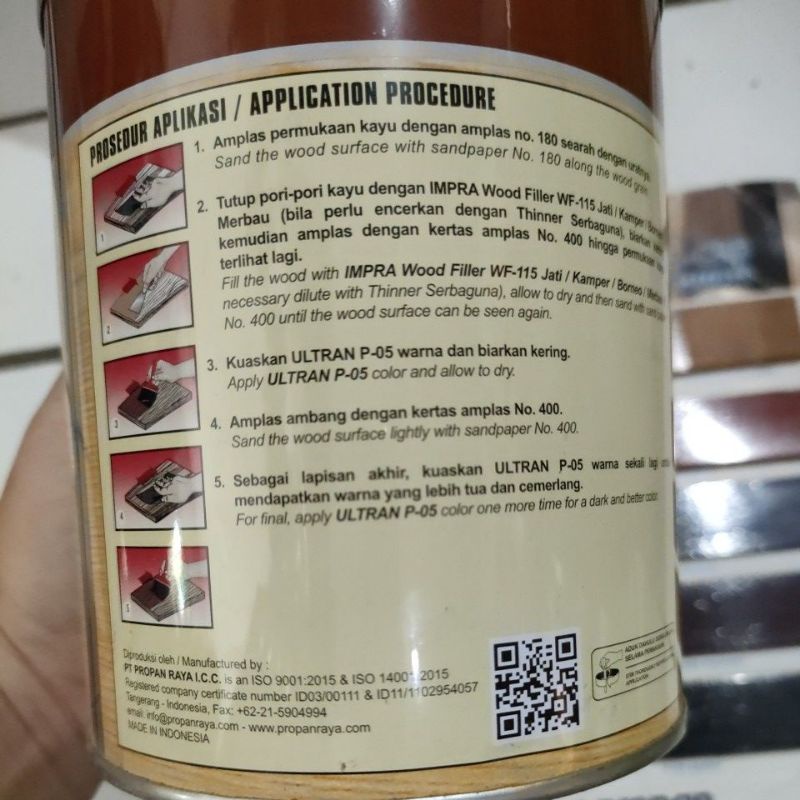 PROSEDUR APLIKASI / APPLICATION PROCEDURE
1. Amplas permukaan kayu dengan amplas no. 180 searah dengan uratnya.
Sand the wood surface with sandpaper No. 180 along the wood grain.
2. Tutup pori-pori kayu dengan IMPRA Wood Filler WF-115 Jati / Kamper / Borneo
Merbau (bila perlu encerkan dengan Thinner Serbaguna), biarkan
kemudian amplas dengan kertas amplas No. 400 hingga permukaan
terlihat lagi.
Fill the wood with IMPRA Wood Filler WF-115 Jati / Kamper / Borneo / Merbau
necessary dilute with Thinner Serbaguna), allow to dry and then sand with
No. 400 until the wood surface can be seen again.
3. Kuaskan ULTRAN P-05 warna dan biarkan kering.
Apply ULTRAN P-05 color and allow to dry.
4. Amplas ambang dengan kertas amplas No. 400.
Sand the wood surface lightly with sandpaper No. 400.
5. Sebagai lapisan akhir, kuaskan ULTRAN P-05 warna sekali lagi
mendapatkan warna yang lebih tua dan cemerlang.
For final, apply ULTRAN P-05 color one more time for a dark and better color.
1
2
3
4
5
Diproduksi oleh / Manufactured by :
PT PROPAN RAYA I.C.C. is an ISO 9001:2015 & ISO 14001:2015
Registered company certificate number ID03/00111 & ID11/1102954057
Tangerang - Indonesia, Fax: +62-21-5904994
email: info@propanraya.com - www.propanraya.com
MADE IN INDONESIA
ADUK DAHULU
SELAMA
APPLICATION